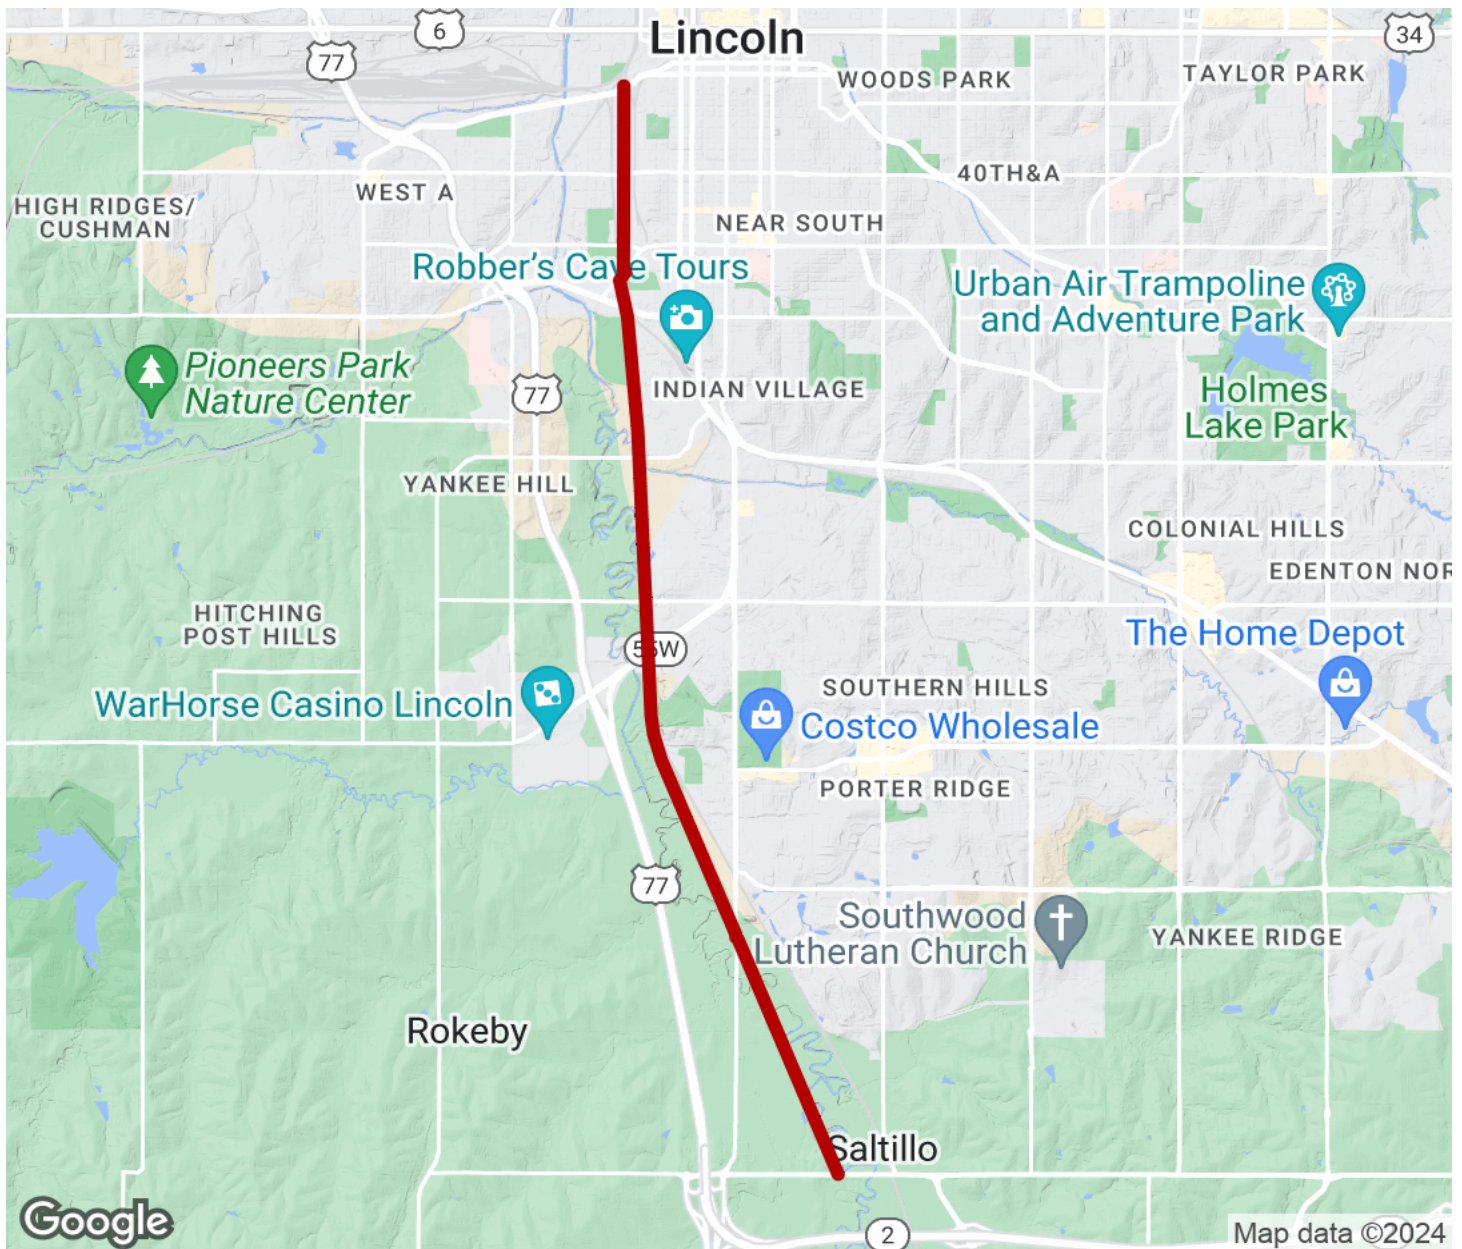 6
Lincoln
34
77
WOODS PARK
TAYLOR PARK
40TH&A
WEST A
HIGH RIDGES/
CUSHMAN
NEAR SOUTH
Robber's Cave Tours
Urban Air Trampoline
and Adventure Park
Pioneers Park
Nature Center
77
INDIAN VILLAGE
Holmes
Lake Park
YANKEE HILL
COLONIAL HILLS
EDENTON NOR
HITCHING
POST HILLS
The Home Depot
55W
WarHorse Casino Lincoln
SOUTHERN HILLS
Costco Wholesale
PORTER RIDGE
77
Southwood
Lutheran Church
YANKEE RIDGE
Rokeby
Saltillo
Google
2
Map data ©2024